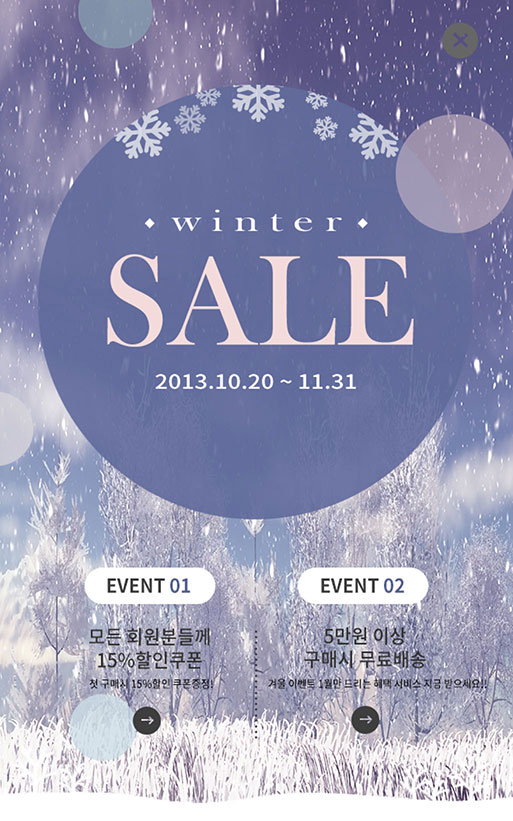 winter
SALE
2013.10.20 ~ 11.31
EVENT 01
모든 회원분들께
15%할인쿠폰
첫 구매시 15%할인 쿠폰증정!
EVENT 02
5만원 이상
구매시 무료배송
겨울 이벤트 1월만 드리는 혜택 서비스 지금 받으세요!!